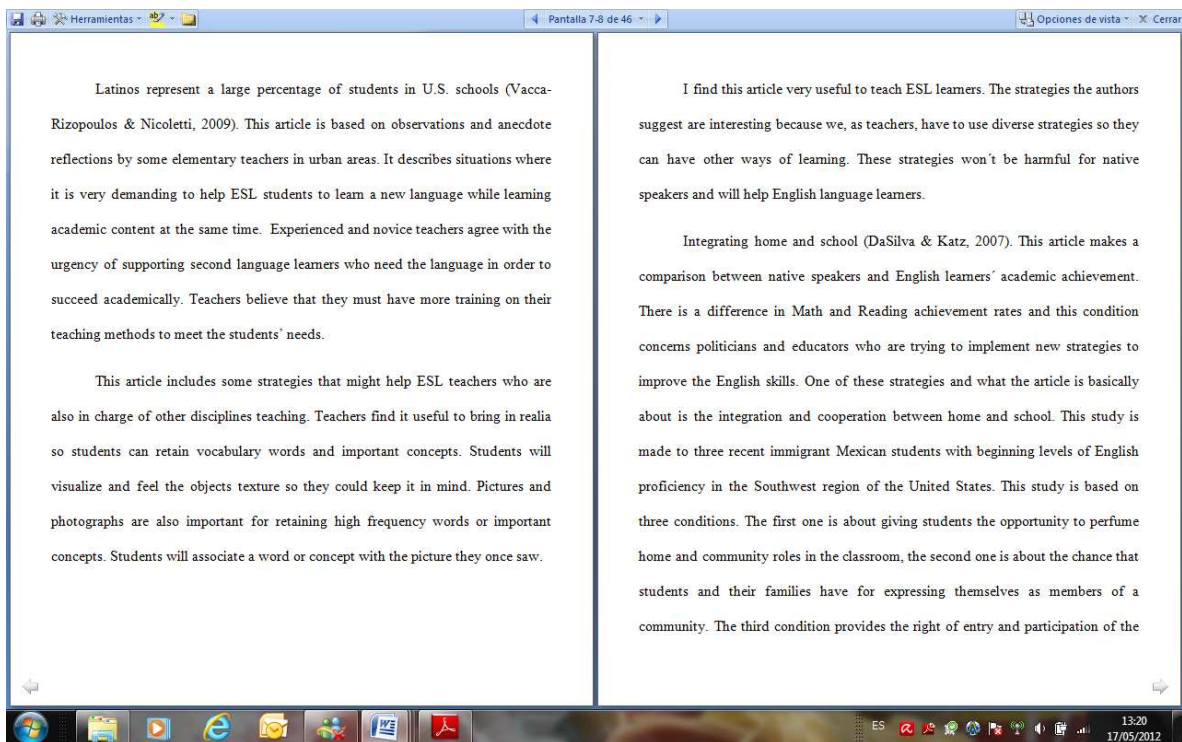 Herramientas
Pantalla 7-8 de 46
Opciones de vista
Cerrar
Latinos represent a large percentage of students in U.S. schools (Vacca-
Rizopoulos & Nicoletti, 2009). This article is based on observations and anecdote
reflections by some elementary teachers in urban areas. It describes situations where
it is very demanding to help ESL students to learn a new language while learning
academic content at the same time. Experienced and novice teachers agree with the
urgency of supporting second language learners who need the language in order to
succeed academically. Teachers believe that they must have more training on their
teaching methods to meet the students’ needs.
This article includes some strategies that might help ESL teachers who are
also in charge of other disciplines teaching. Teachers find it useful to bring in realia
so students can retain vocabulary words and important concepts. Students will
visualize and feel the objects texture so they could keep it in mind. Pictures and
photographs are also important for retaining high frequency words or important
concepts. Students will associate a word or concept with the picture they once saw.
I find this article very useful to teach ESL learners. The strategies the authors
suggest are interesting because we, as teachers, have to use diverse strategies so they
can have other ways of learning. These strategies won´t be harmful for native
speakers and will help English language learners.
Integrating home and school (DaSilva & Katz, 2007). This article makes a
comparison between native speakers and English learners´ academic achievement.
There is a difference in Math and Reading achievement rates and this condition
concerns politicians and educators who are trying to implement new strategies to
improve the English skills. One of these strategies and what the article is basically
about is the integration and cooperation between home and school. This study is
made to three recent immigrant Mexican students with beginning levels of English
proficiency in the Southwest region of the United States. This study is based on
three conditions. The first one is about giving students the opportunity to perfume
home and community roles in the classroom, the second one is about the chance that
students and their families have for expressing themselves as members of a
community. The third condition provides the right of entry and participation of the
ES
13:20
17/05/2012